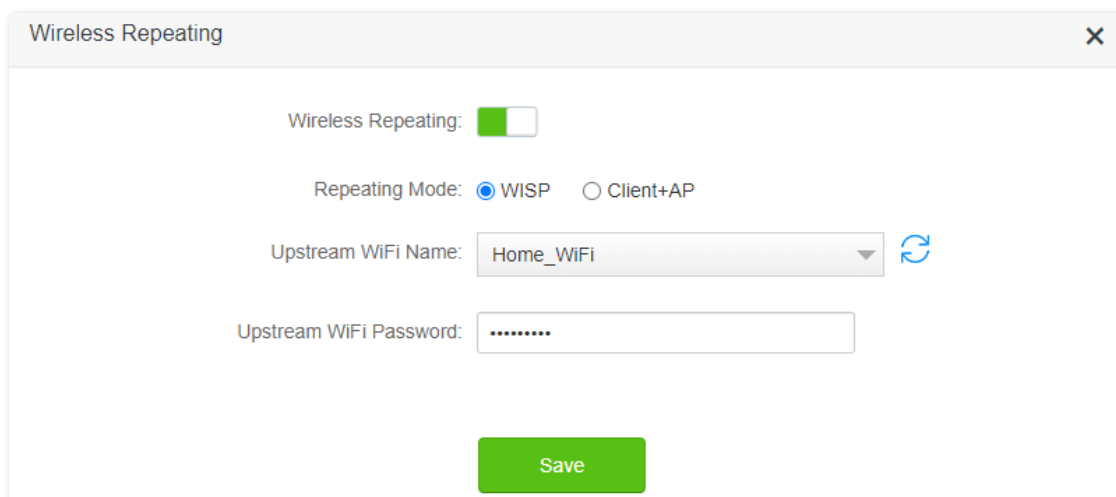 Wireless Repeating
Wireless Repeating:
Repeating Mode: WISP Client+AP
Upstream WiFi Name: Home_WiFi
Upstream WiFi Password: •••••••••
Save